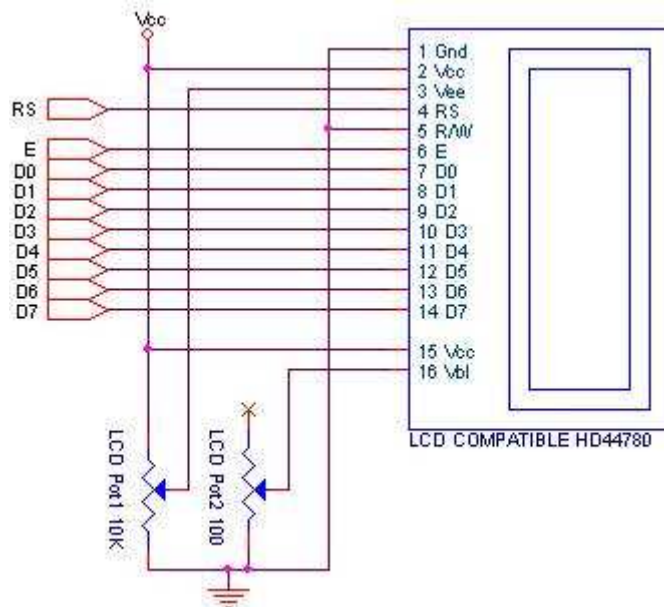 Vcc
RS
E
D0
D1
D2
D3
D4
D5
D6
D7
1 Gnd
2 Vcc
3 Vee
4 RS
5 R/W
6 E
7 D0
8 D1
9 D2
10 D3
11 D4
12 D5
13 D6
14 D7
15 Vcc
16 Vbl
LCD COMPATIBLE HD44780
LCD Pot1 10K
LCD Pot2 100